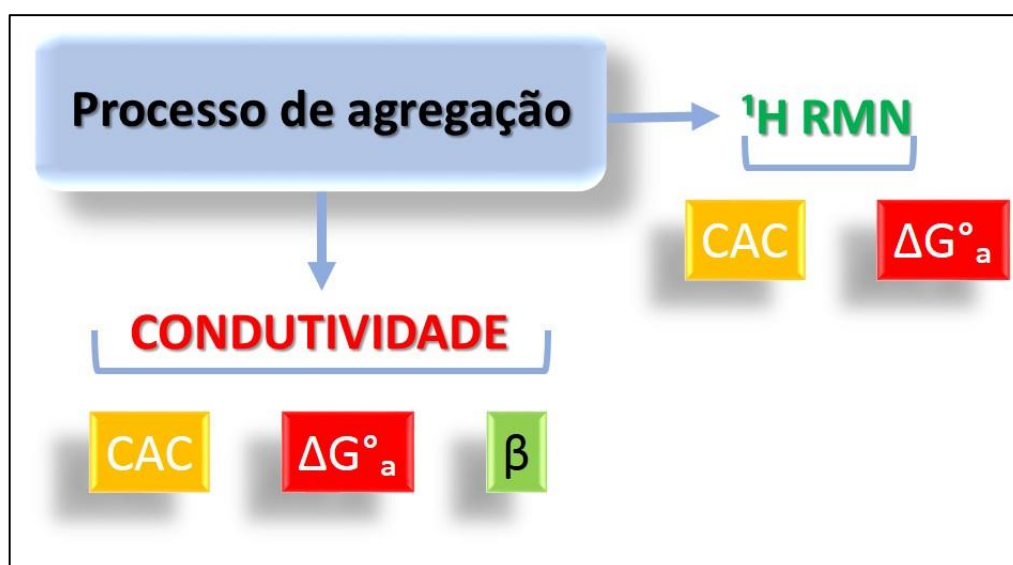 Processo de agregação
¹H RMN
CAC ΔG°ₐ
CONDUTIVIDADE
CAC ΔG°ₐ β